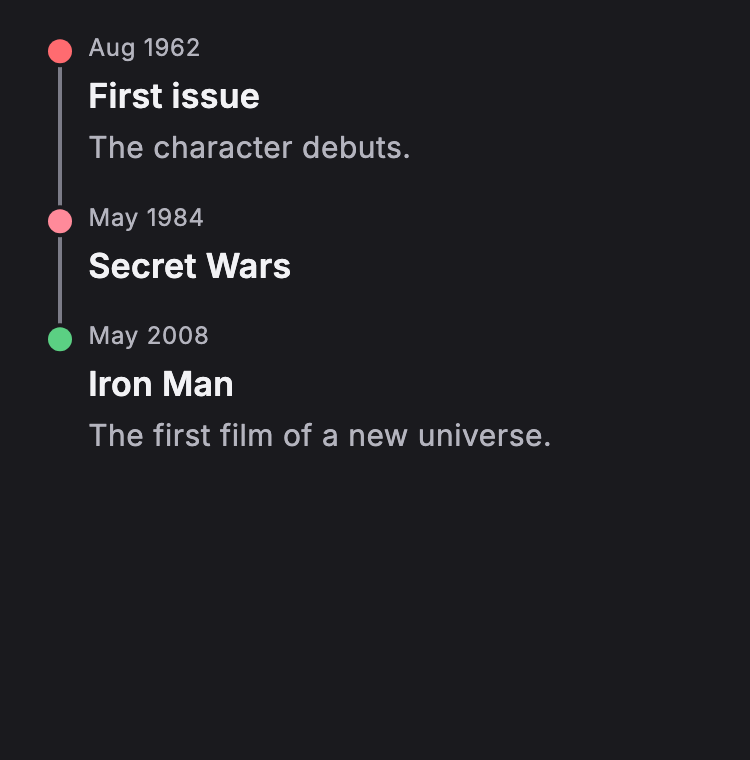 Aug 1962
First issue
The character debuts.
May 1984
Secret Wars
May 2008
Iron Man
The first film of a new universe.